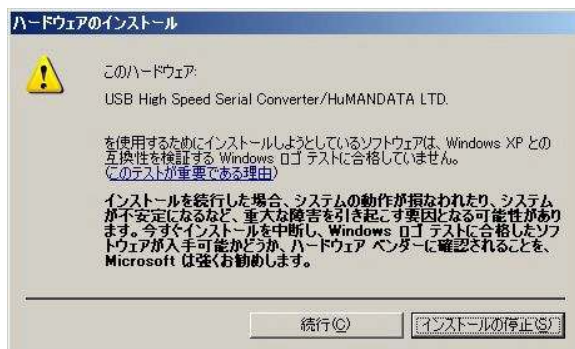 ハードウェアのインストール
このハードウェア:
USB High Speed Serial Converter/HuMANDATA LTD.
を使用するためにインストールしようとしているソフトウェアは、Windows XP との
互換性を検証する Windows ロゴ テストに合格していません。
(このテストが重要である理由)
インストールを続行した場合、システムの動作が損なわれたり、システム
が不安定になるなど、重大な障害を引き起こす要因となる可能性があり
ます。今すぐインストールを中断し、Windows ロゴ テストに合格したソフ
トウェアが入手可能かどうか、ハードウェア ベンダーに確認されることを、
Microsoft は強くお勧めします。
続行(C)
インストールの停止(S)